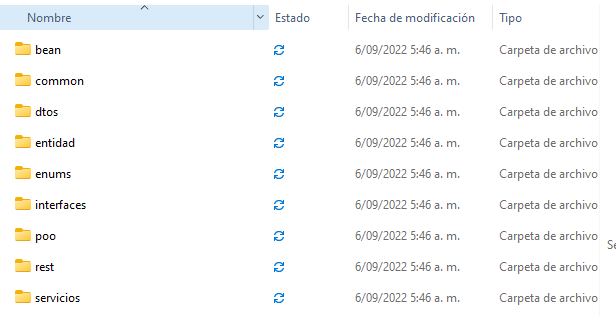 Nombre Estado Fecha de modificación Tipo
bean 6/09/2022 5:46 a. m. Carpeta de archivo
common 6/09/2022 5:46 a. m. Carpeta de archivo
dtos 6/09/2022 5:46 a. m. Carpeta de archivo
entidad 6/09/2022 5:46 a. m. Carpeta de archivo
enums 6/09/2022 5:46 a. m. Carpeta de archivo
interfaces 6/09/2022 5:46 a. m. Carpeta de archivo
poo 6/09/2022 5:46 a. m. Carpeta de archivo
Se
rest 6/09/2022 5:46 a. m. Carpeta de archivo
servicios 6/09/2022 5:46 a. m. Carpeta de archivo